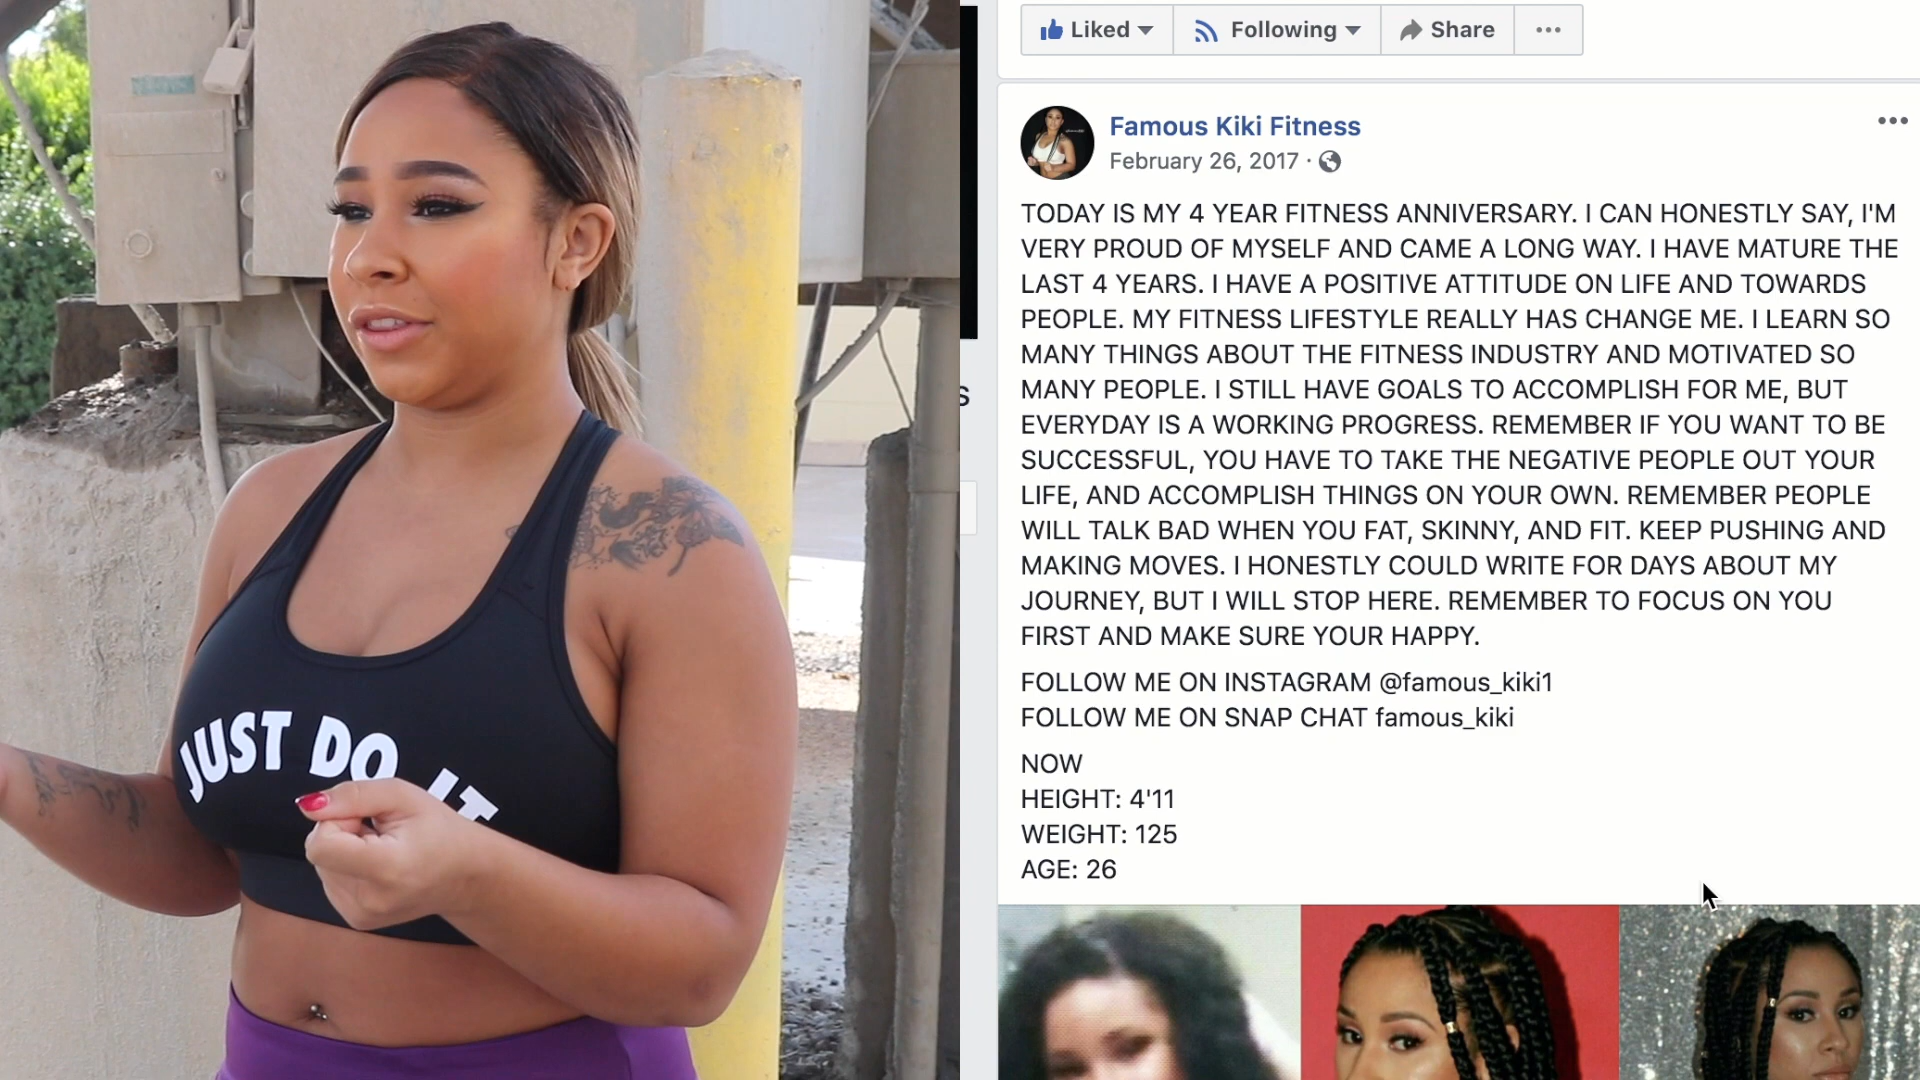 JUST DO IT
Liked
Following
Share
Famous Kiki Fitness
February 26, 2017 ·
TODAY IS MY 4 YEAR FITNESS ANNIVERSARY. I CAN HONESTLY SAY, I'M
VERY PROUD OF MYSELF AND CAME A LONG WAY. I HAVE MATURE THE
LAST 4 YEARS. I HAVE A POSITIVE ATTITUDE ON LIFE AND TOWARDS
PEOPLE. MY FITNESS LIFESTYLE REALLY HAS CHANGE ME. I LEARN SO
MANY THINGS ABOUT THE FITNESS INDUSTRY AND MOTIVATED SO
MANY PEOPLE. I STILL HAVE GOALS TO ACCOMPLISH FOR ME, BUT
EVERYDAY IS A WORKING PROGRESS. REMEMBER IF YOU WANT TO BE
SUCCESSFUL, YOU HAVE TO TAKE THE NEGATIVE PEOPLE OUT YOUR
LIFE, AND ACCOMPLISH THINGS ON YOUR OWN. REMEMBER PEOPLE
WILL TALK BAD WHEN YOU FAT, SKINNY, AND FIT. KEEP PUSHING AND
MAKING MOVES. I HONESTLY COULD WRITE FOR DAYS ABOUT MY
JOURNEY, BUT I WILL STOP HERE. REMEMBER TO FOCUS ON YOU
FIRST AND MAKE SURE YOUR HAPPY.
FOLLOW ME ON INSTAGRAM @famous_kiki1
FOLLOW ME ON SNAP CHAT famous_kiki
NOW
HEIGHT: 4'11
WEIGHT: 125
AGE: 26